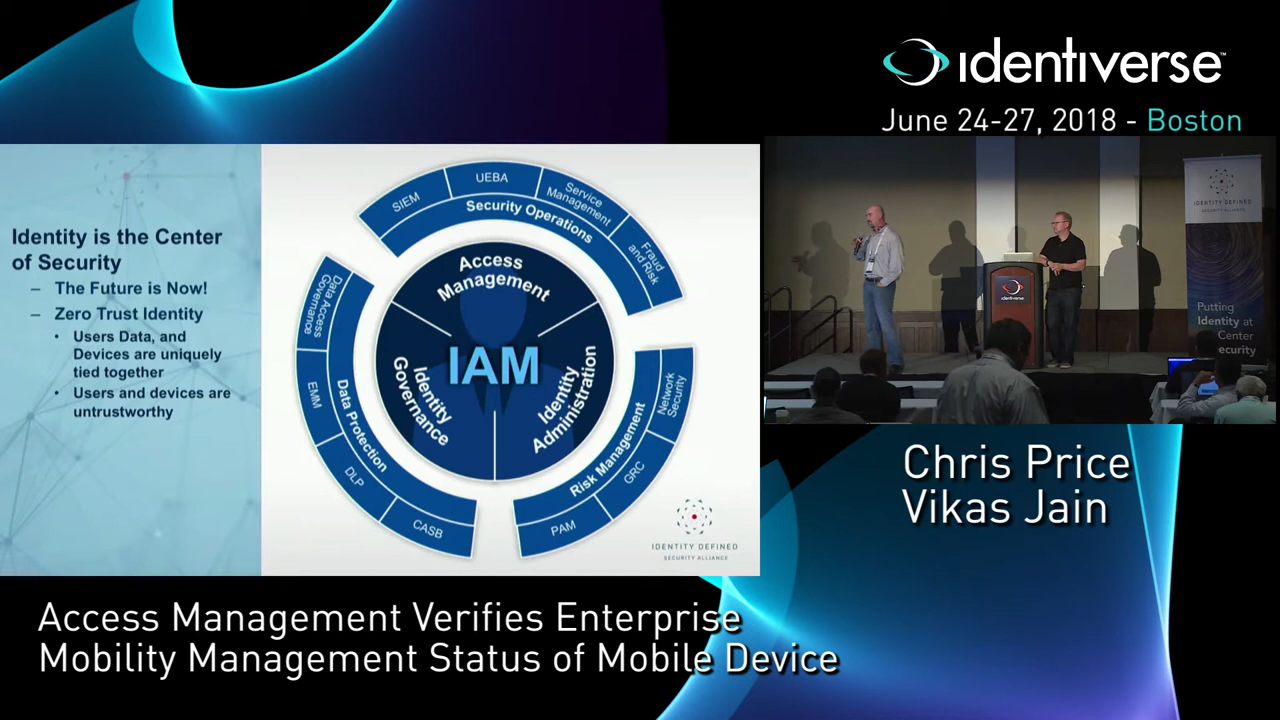 identiverse™
June 24-27, 2018 - Boston
Identity is the Center
of Security
– The Future is Now!
– Zero Trust Identity
• Users Data, and
Devices are uniquely
tied together
• Users and devices are
untrustworthy
SIEM
UEBA
Service
Management
Fraud
and Risk
Security Operations
Access
Management
IAM
Identity
Governance
Identity
Administration
Data Access
Governance
EMM
DLP
CASB
Data Protection
Network
Security
GRC
PAM
Risk Management
IDENTITY DEFINED
SECURITY ALLIANCE
IDENTITY DEFINED
SECURITY ALLIANCE
Putting
Identity at
Center
ecurity
identiverse
Chris Price
Vikas Jain
Access Management Verifies Enterprise
Mobility Management Status of Mobile Device